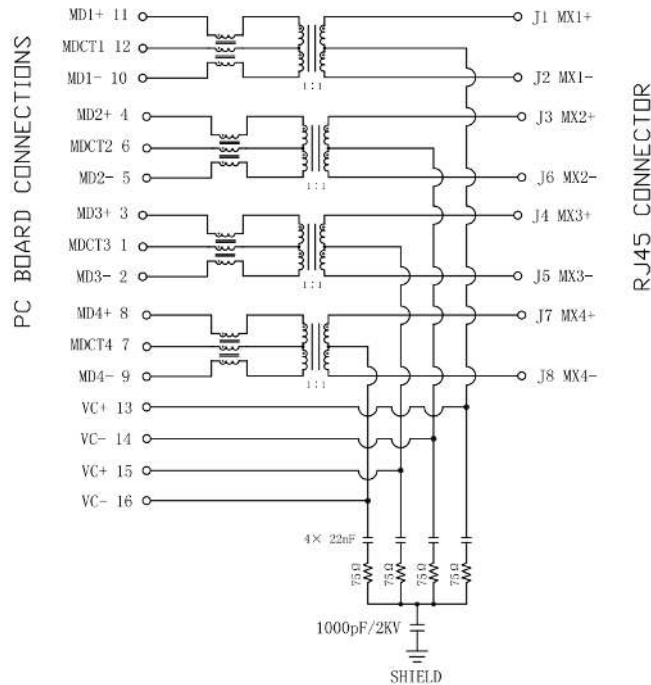 PC BOARD CONNECTIONS
RJ45 CONNECTOR
MD1+ 11
J1 MX1+
MDCT1 12
MD1- 10
J2 MX1-
1:1
MD2+ 4
J3 MX2+
MDCT2 6
MD2- 5
J6 MX2-
1:1
MD3+ 3
J4 MX3+
MDCT3 1
MD3- 2
J5 MX3-
1:1
MD4+ 8
J7 MX4+
MDCT4 7
MD4- 9
J8 MX4-
1:1
VC+ 13
VC- 14
VC+ 15
VC- 16
4× 22nF
75Ω
75Ω
75Ω
75Ω
1000pF/2KV
SHIELD